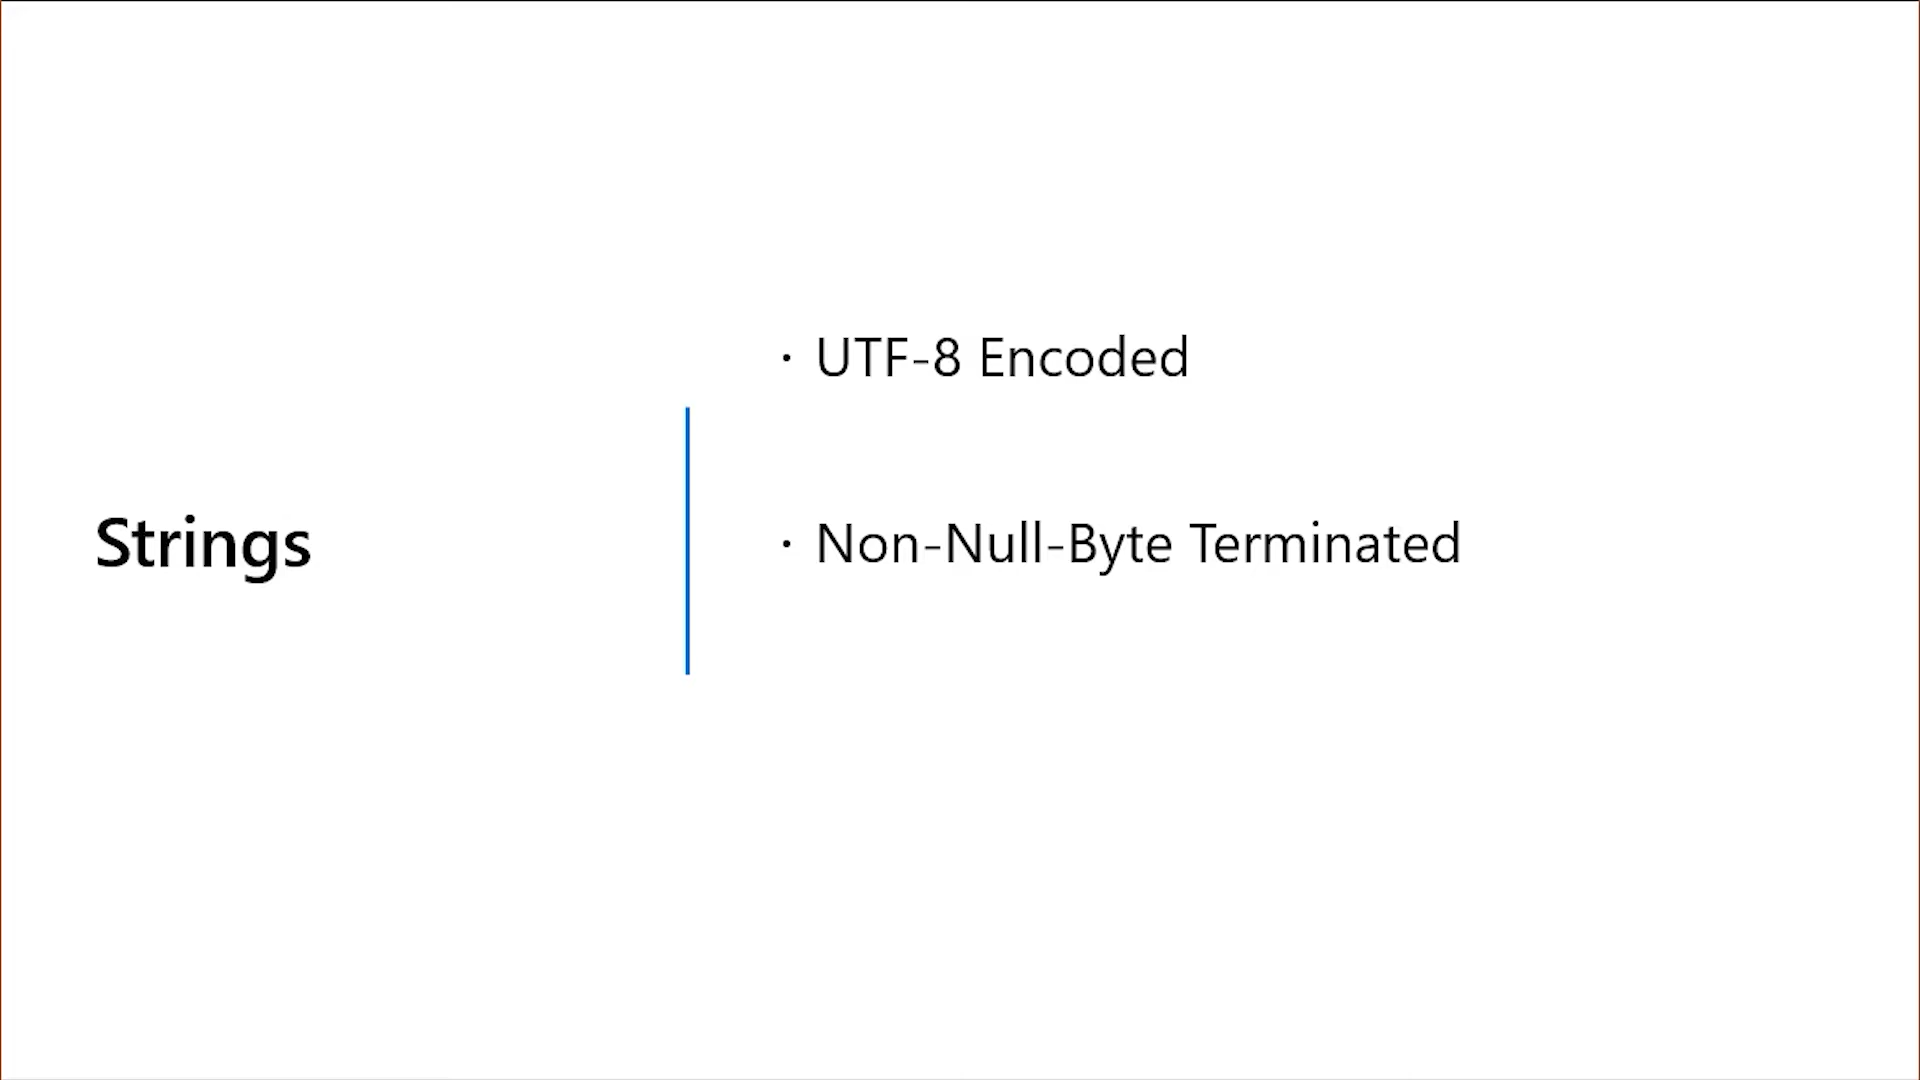 Strings
· UTF-8 Encoded
· Non-Null-Byte Terminated